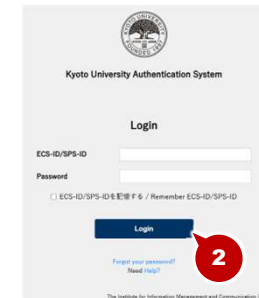 KYOTO UNIVERSITY
FOUNDED 1897
Kyoto University Authentication System
Login
ECS-ID/SPS-ID
Password
ECS-ID/SPS-IDを記憶する / Remember ECS-ID/SPS-ID
Login
2
Forgot your password?
Need Help?
The Institute for Information Management and Communication